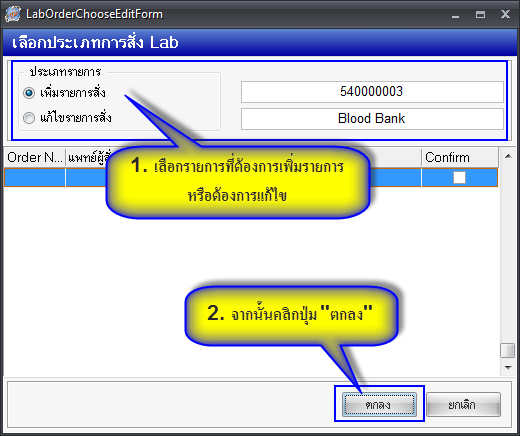 LabOrderChooseEditForm
เลือกประเภทการสั่ง Lab
ประเภทรายการ
เพิ่มรายการสั่ง
540000003
แก้ไขรายการสั่ง
Blood Bank
Order N... แพทย์ผู้สั่ง Confirm
1. เลือกรายการที่ต้องการเพิ่มรายการ
หรือต้องการแก้ไข
2. จากนั้นคลิกปุ่ม "ตกลง"
ตกลง ยกเลิก